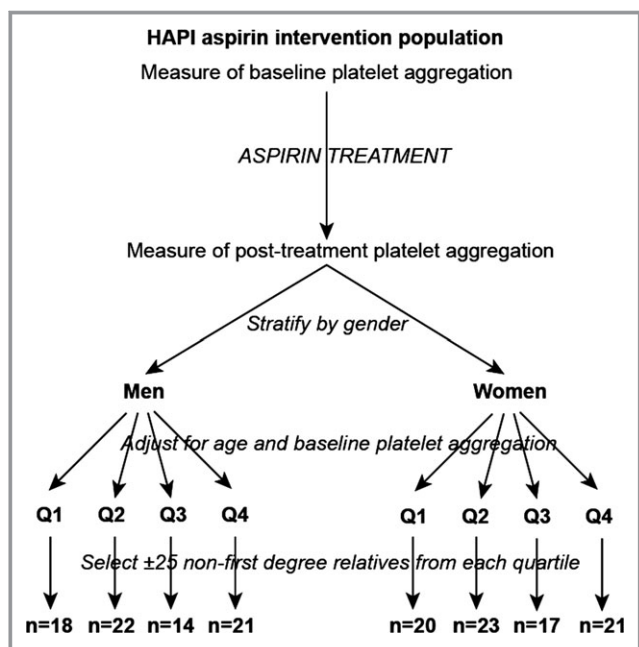 HAPI aspirin intervention population
Measure of baseline platelet aggregation
ASPIRIN TREATMENT
Measure of post-treatment platelet aggregation
Stratify by gender
Men Women
Adjust for age and baseline platelet aggregation
Q1 Q2 Q3 Q4 Q1 Q2 Q3 Q4
Select ±25 non-first degree relatives from each quartile
n=18 n=22 n=14 n=21 n=20 n=23 n=17 n=21